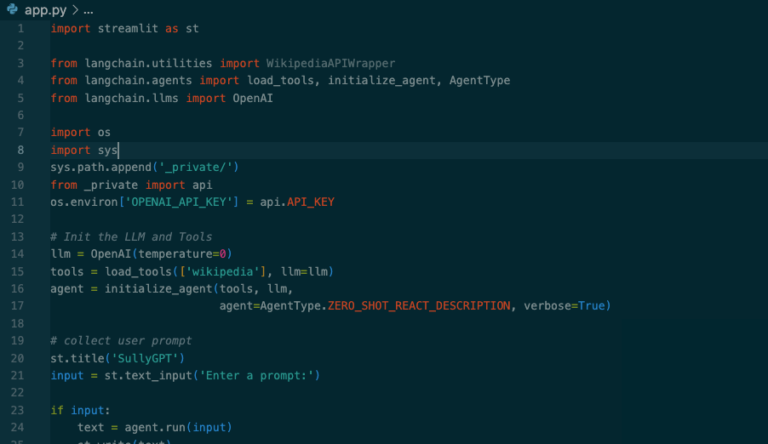 app.py > ...
1 import streamlit as st
2
3 from langchain.utilities import WikipediaAPIWrapper
4 from langchain.agents import load_tools, initialize_agent, AgentType
5 from langchain.llms import OpenAI
6
7 import os
8 import sys
9 sys.path.append('_private/')
10 from _private import api
11 os.environ['OPENAI_API_KEY'] = api.API_KEY
12
13 # Init the LLM and Tools
14 llm = OpenAI(temperature=0)
15 tools = load_tools(['wikipedia'], llm=llm)
16 agent = initialize_agent(tools, llm,
17 agent=AgentType.ZERO_SHOT_REACT_DESCRIPTION, verbose=True)
18
19 # collect user prompt
20 st.title('SullyGPT')
21 input = st.text_input('Enter a prompt:')
22
23 if input:
24 text = agent.run(input)
25 st.write(text)